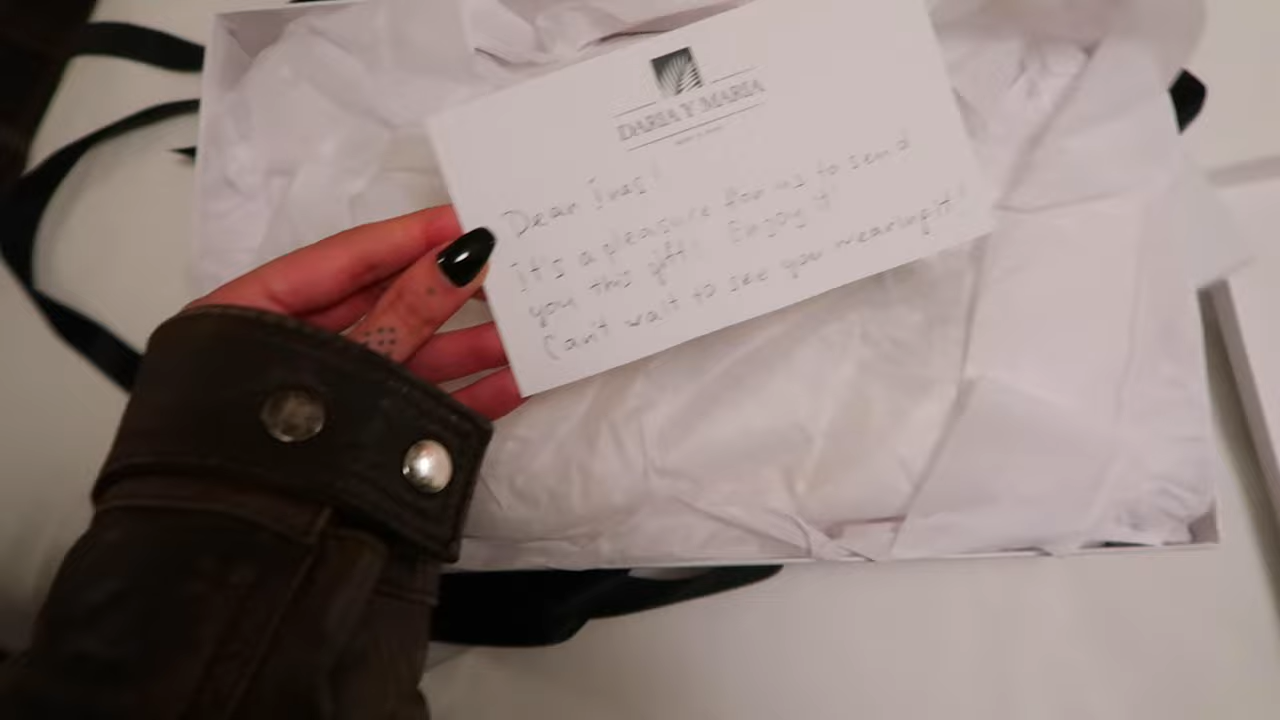 DARIA Y MARIA
Dear Ines!
It's a pleasure for us to send
you this gift! Enjoy it
Can't wait to see you wearing it!